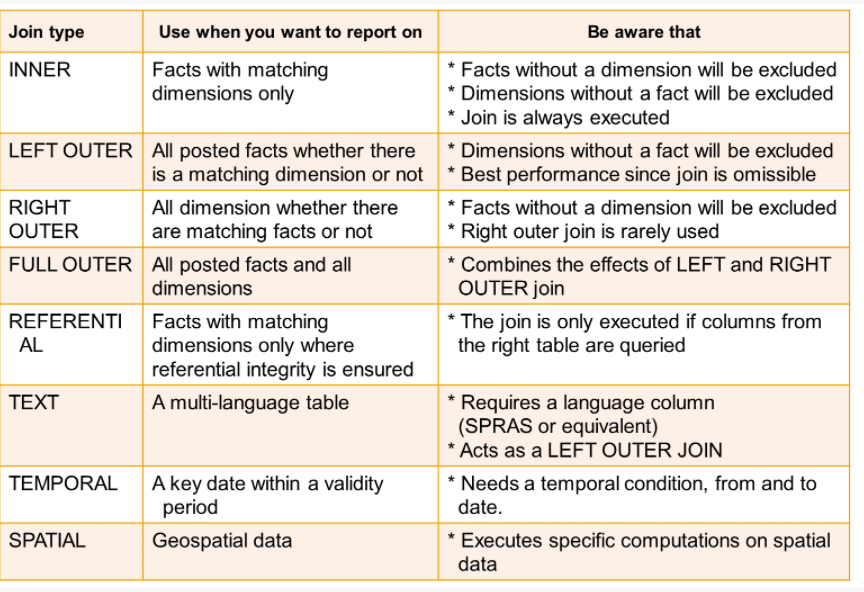 Join type Use when you want to report on Be aware that
INNER Facts with matching * Facts without a dimension will be excluded
dimensions only * Dimensions without a fact will be excluded
* Join is always executed
LEFT OUTER All posted facts whether there * Dimensions without a fact will be excluded
is a matching dimension or not * Best performance since join is omissible
RIGHT All dimension whether there * Facts without a dimension will be excluded
OUTER are matching facts or not * Right outer join is rarely used
FULL OUTER All posted facts and all * Combines the effects of LEFT and RIGHT
dimensions OUTER join
REFERENTI Facts with matching * The join is only executed if columns from
AL dimensions only where the right table are queried
referential integrity is ensured
TEXT A multi-language table * Requires a language column
(SPRAS or equivalent)
* Acts as a LEFT OUTER JOIN
TEMPORAL A key date within a validity * Needs a temporal condition, from and to
period date.
SPATIAL Geospatial data * Executes specific computations on spatial
data